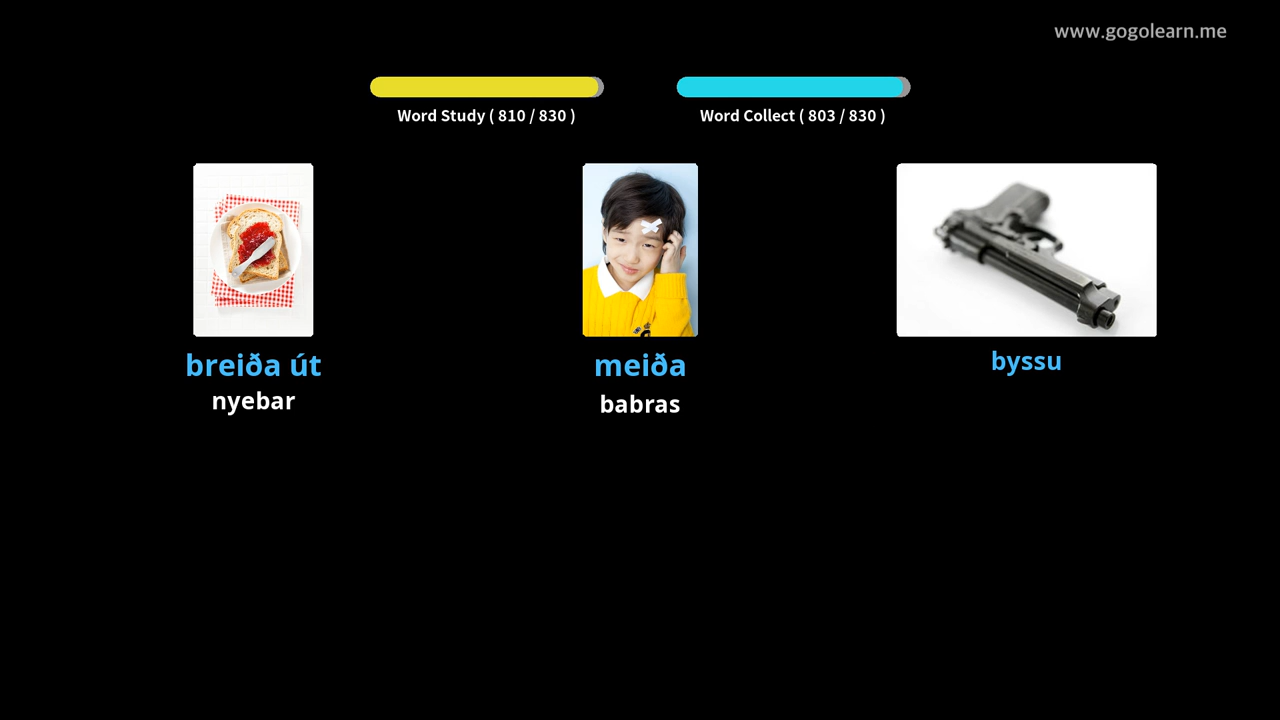 www.gogolearn.me
Word Study ( 810 / 830 )
Word Collect ( 803 / 830 )
breiða út
nyebar
meiða
babras
byssu